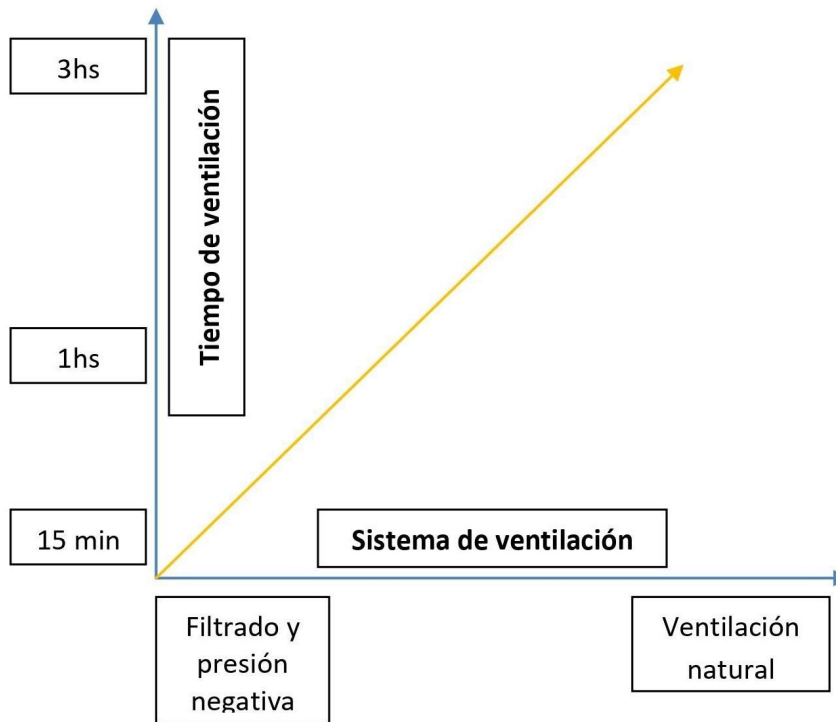 3hs
Tiempo de ventilación
1hs
15 min
Sistema de ventilación
Filtrado y
presión
negativa
Ventilación
natural